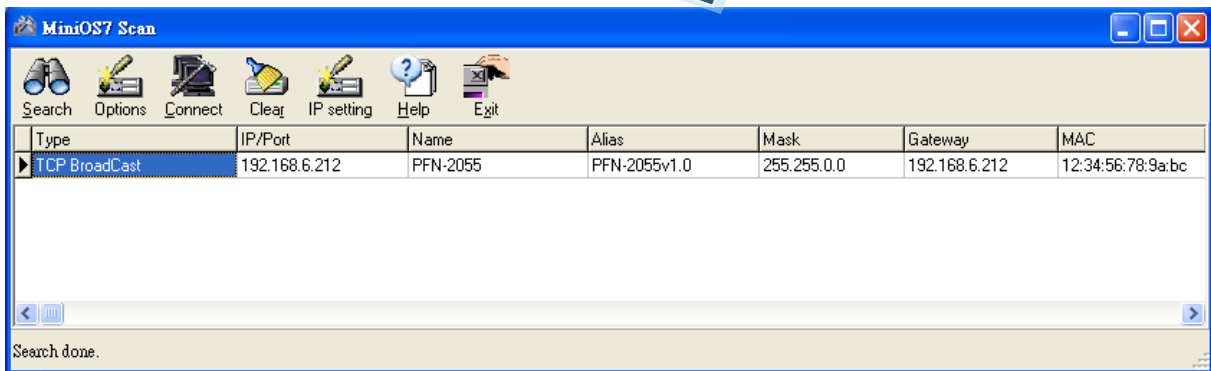 MiniOS7 Scan
Search Options Connect Clear IP setting Help Exit
Type IP/Port Name Alias Mask Gateway MAC
TCP BroadCast 192.168.6.212 PFN-2055 PFN-2055v1.0 255.255.0.0 192.168.6.212 12:34:56:78:9a:bc
Search done.